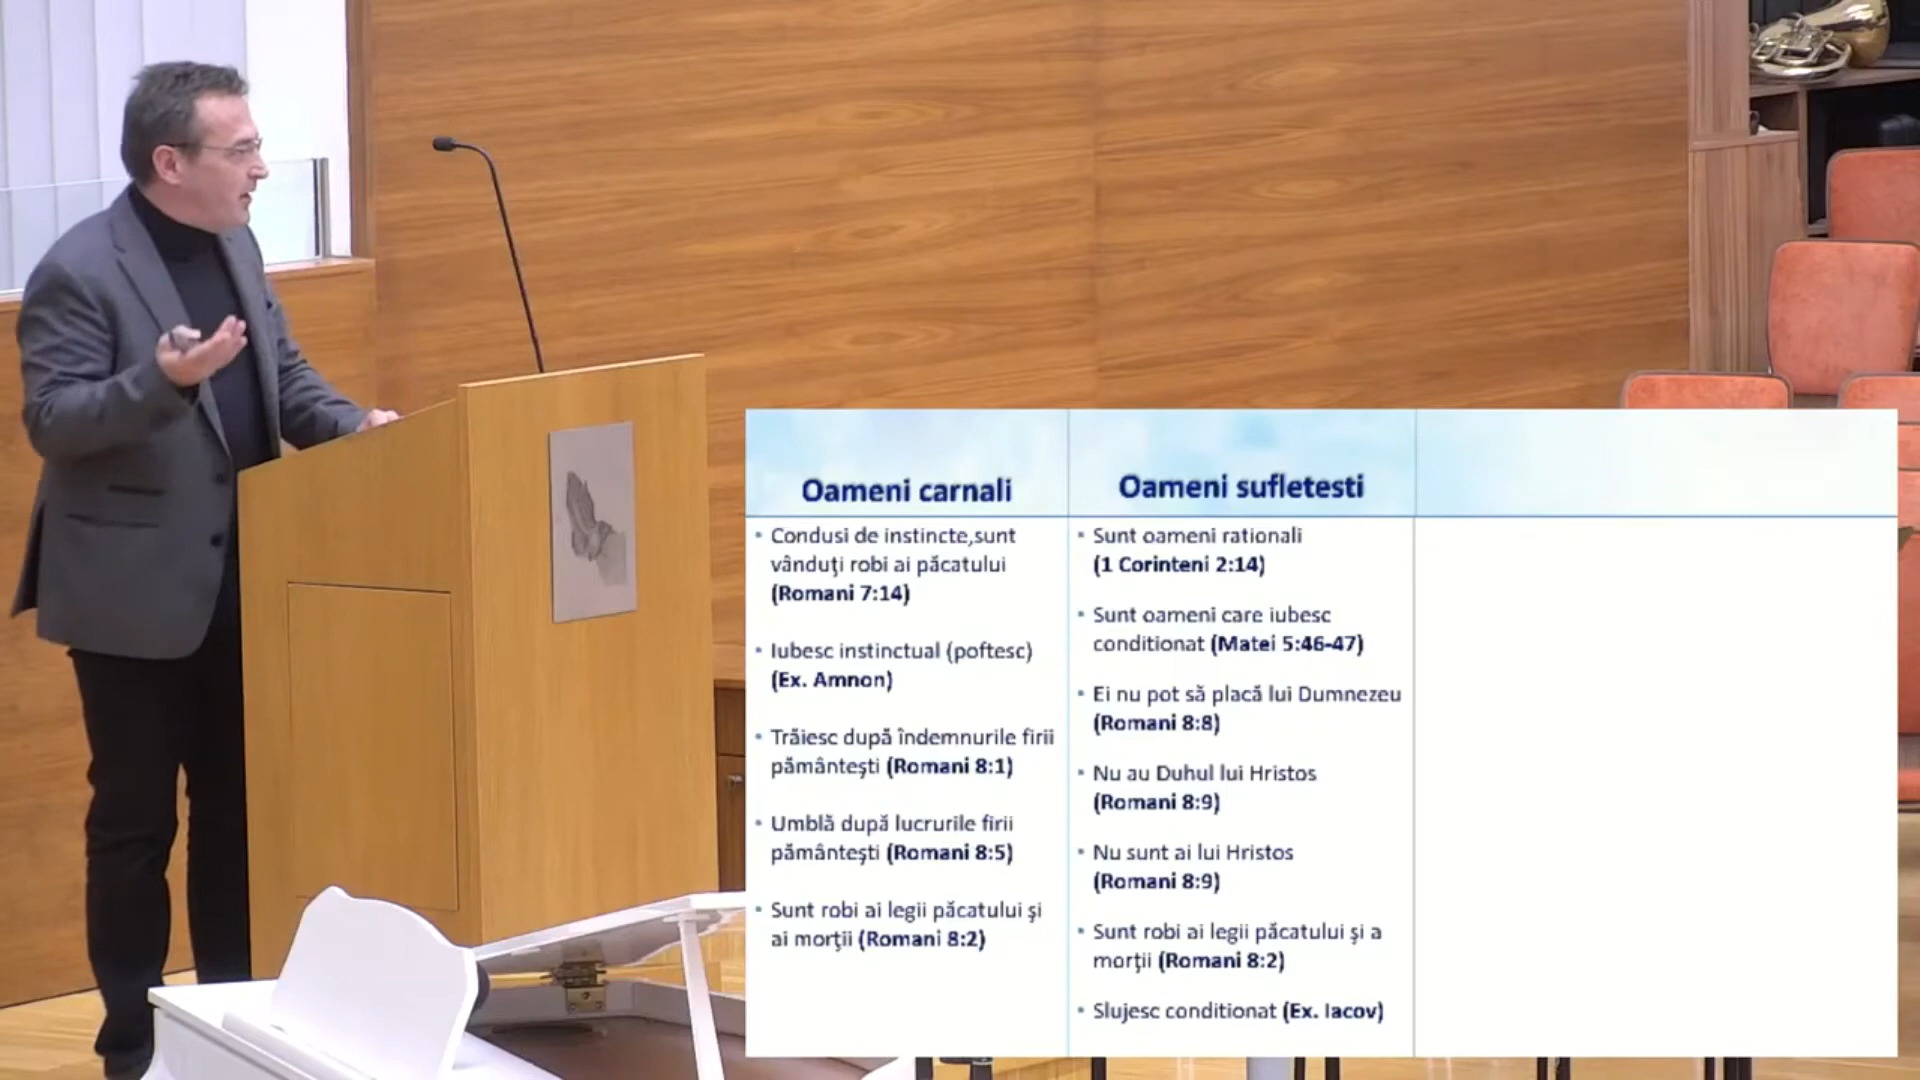 Oameni carnali
Condusi de instincte,sunt
vânduţi robi ai păcatului
(Romani 7:14)
Iubesc instinctual (poftesc)
(Ex. Amnon)
Trăiesc după îndemnurile firii
pământeşti (Romani 8:1)
Umblă după lucrurile firii
pământeşti (Romani 8:5)
Sunt robi ai legii păcatului şi
ai morţii (Romani 8:2)
Oameni sufletesti
Sunt oameni rationali
(1 Corinteni 2:14)
Sunt oameni care iubesc
conditionat (Matei 5:46-47)
Ei nu pot să placă lui Dumnezeu
(Romani 8:8)
Nu au Duhul lui Hristos
(Romani 8:9)
Nu sunt ai lui Hristos
(Romani 8:9)
Sunt robi ai legii păcatului şi a
morţii (Romani 8:2)
Slujesc conditionat (Ex. Iacov)